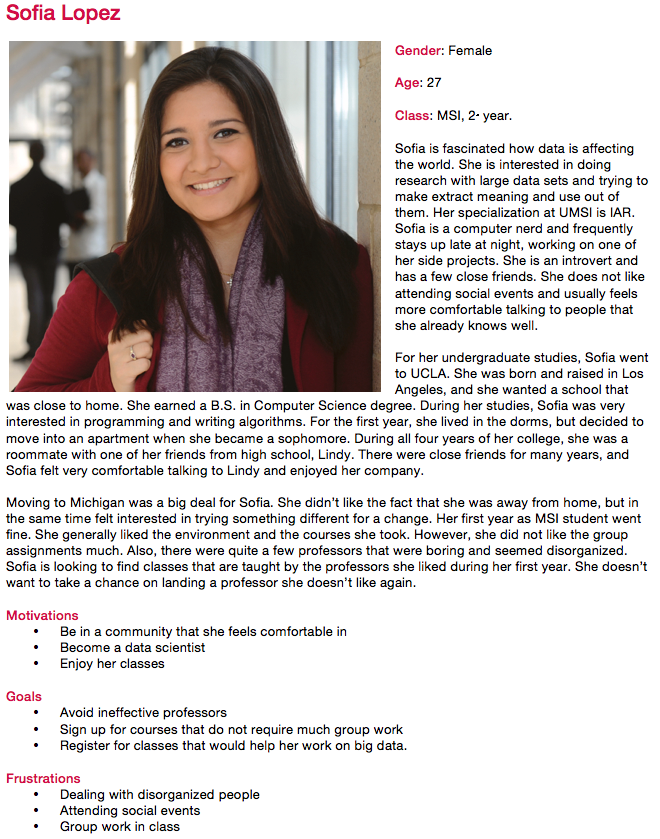 Sofia Lopez
Gender: Female
Age: 27
Class: MSI, 2- year.
Sofia is fascinated how data is affecting
the world. She is interested in doing
research with large data sets and trying to
make extract meaning and use out of
them. Her specialization at UMSI is IAR.
Sofia is a computer nerd and frequently
stays up late at night, working on one of
her side projects. She is an introvert and
has a few close friends. She does not like
attending social events and usually feels
more comfortable talking to people that
she already knows well.
For her undergraduate studies, Sofia went
to UCLA. She was born and raised in Los
Angeles, and she wanted a school that
was close to home. She earned a B.S. in Computer Science degree. During her studies, Sofia was very
interested in programming and writing algorithms. For the first year, she lived in the dorms, but decided to
move into an apartment when she became a sophomore. During all four years of her college, she was a
roommate with one of her friends from high school, Lindy. There were close friends for many years, and
Sofia felt very comfortable talking to Lindy and enjoyed her company.
Moving to Michigan was a big deal for Sofia. She didn't like the fact that she was away from home, but in
the same time felt interested in trying something different for a change. Her first year as MSI student went
fine. She generally liked the environment and the courses she took. However, she did not like the group
assignments much. Also, there were quite a few professors that were boring and seemed disorganized.
Sofia is looking to find classes that are taught by the professors she liked during her first year. She doesn't
want to take a chance on landing a professor she doesn't like again.
Motivations
• Be in a community that she feels comfortable in
• Become a data scientist
• Enjoy her classes
Goals
• Avoid ineffective professors
• Sign up for courses that do not require much group work
• Register for classes that would help her work on big data.
Frustrations
• Dealing with disorganized people
• Attending social events
• Group work in class